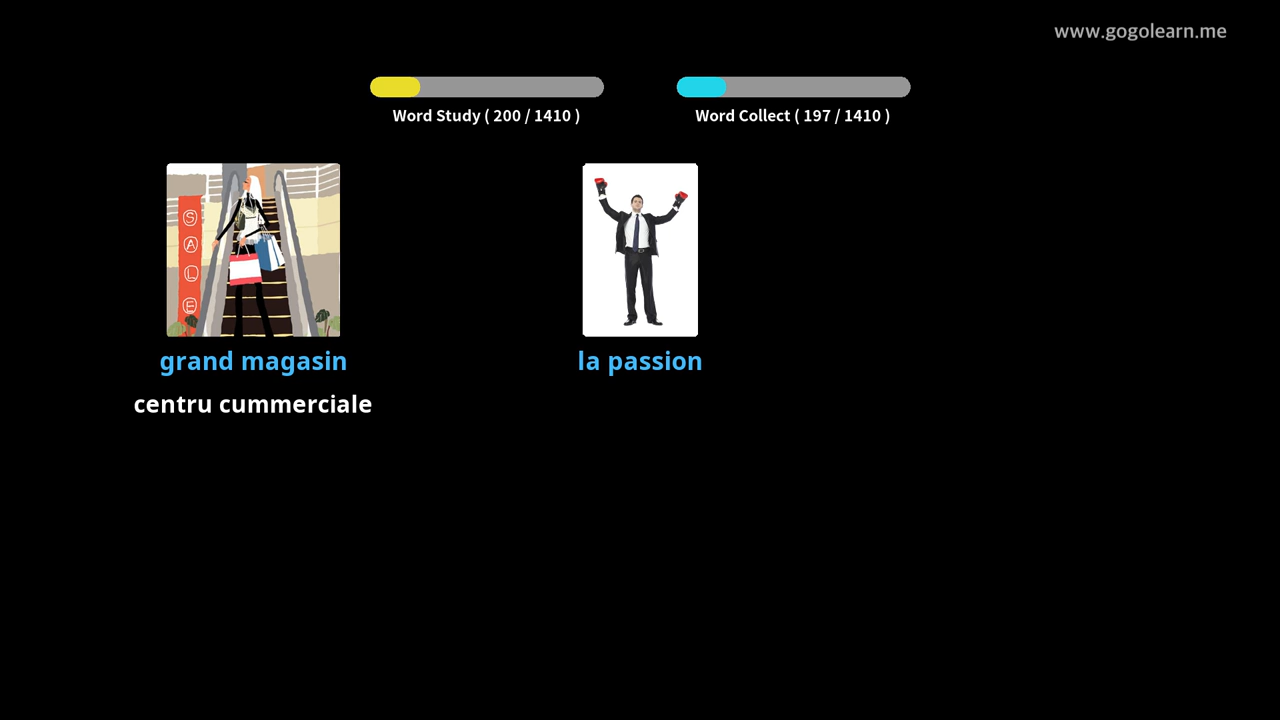 www.gogolearn.me
Word Study ( 200 / 1410 )
Word Collect ( 197 / 1410 )
S
A
L
E
grand magasin
la passion
centru cummerciale